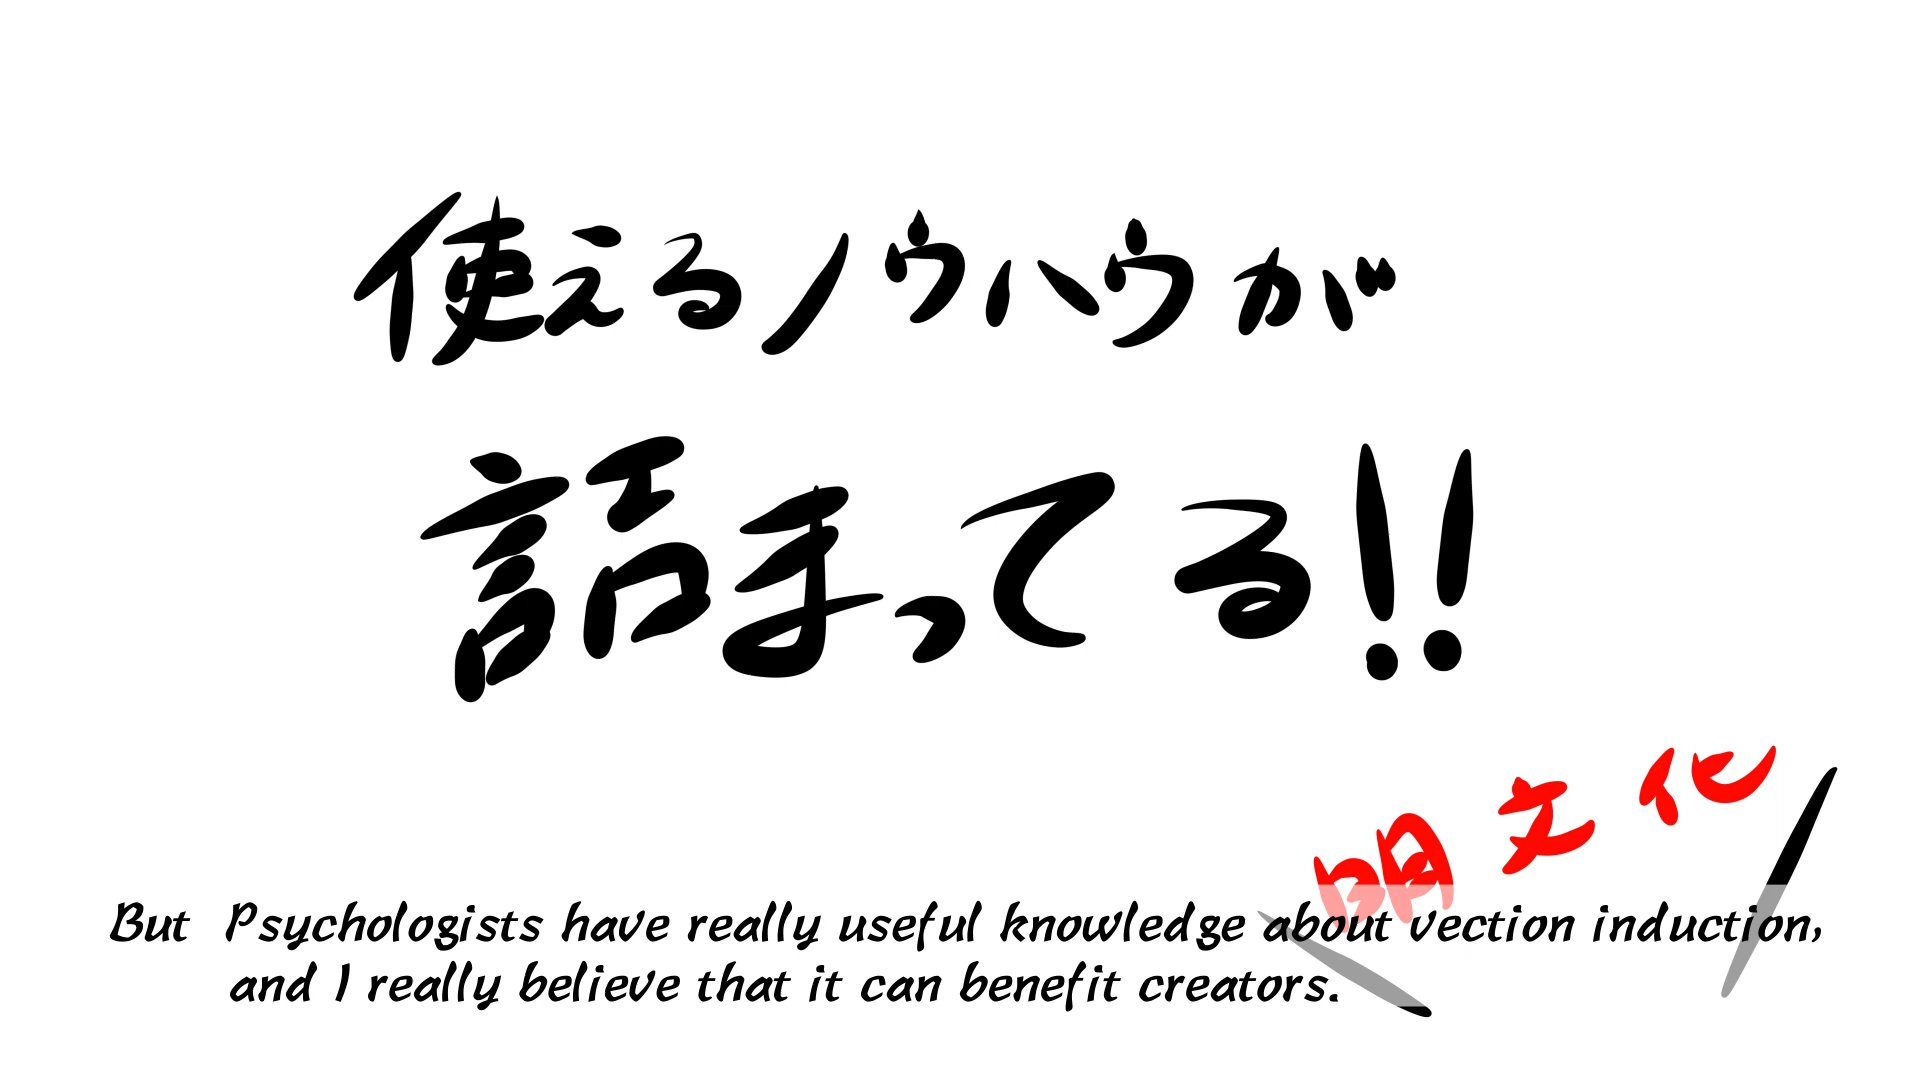 使えるノウハウが
詰まってる!!
明文化
But Psychologists have really useful knowledge about vection induction,
and I really believe that it can benefit creators.